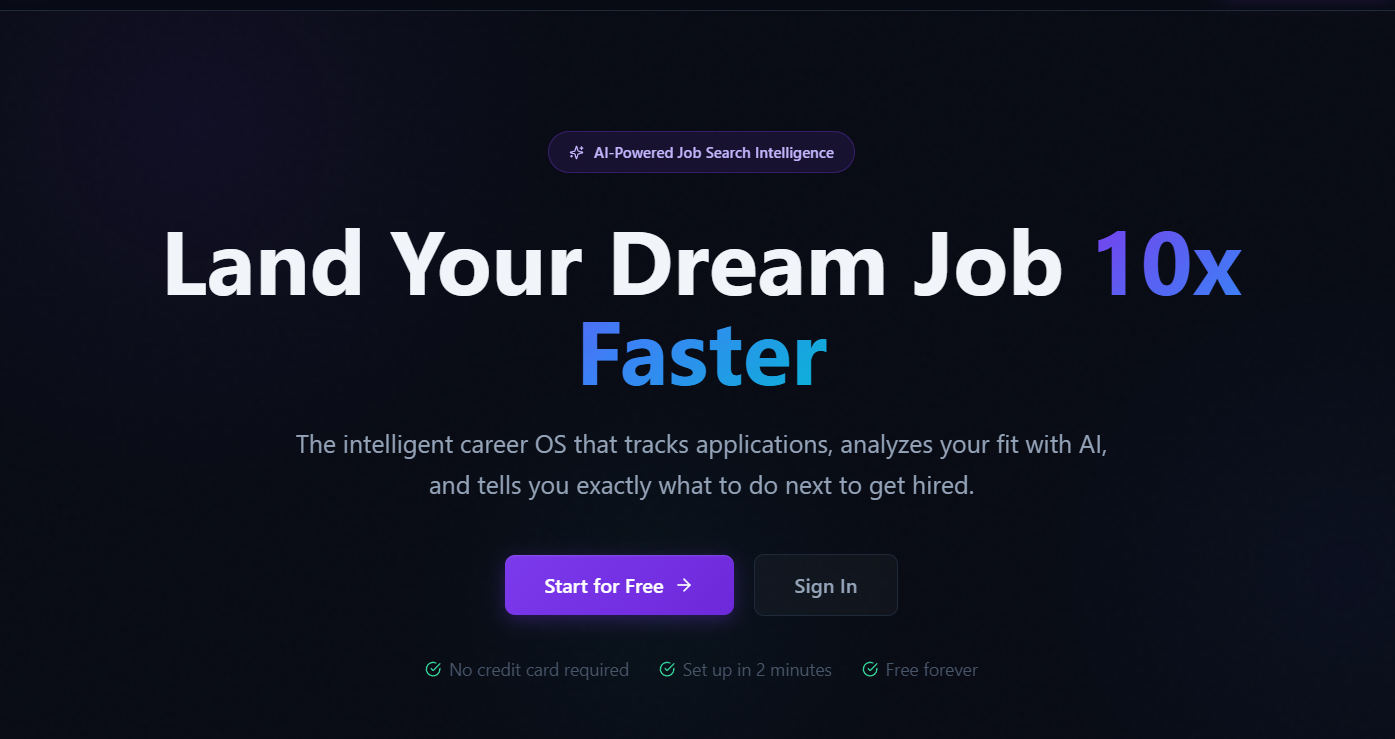 AI-Powered Job Search Intelligence
Land Your Dream Job 10x
Faster
The intelligent career OS that tracks applications, analyzes your fit with AI,
and tells you exactly what to do next to get hired.
Start for Free
Sign In
No credit card required
Set up in 2 minutes
Free forever